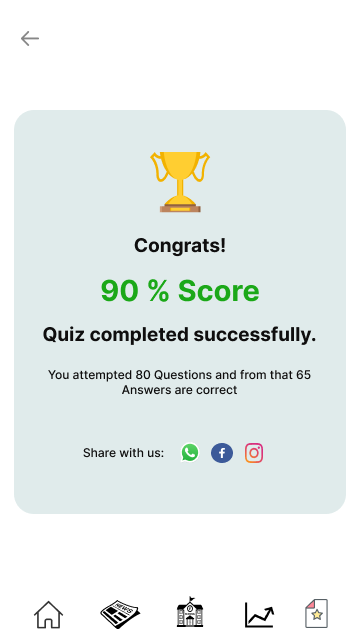 Congrats!
90 % Score
Quiz completed successfully.
You attempted 80 Questions and from that 65
Answers are correct
Share with us:
NEWS